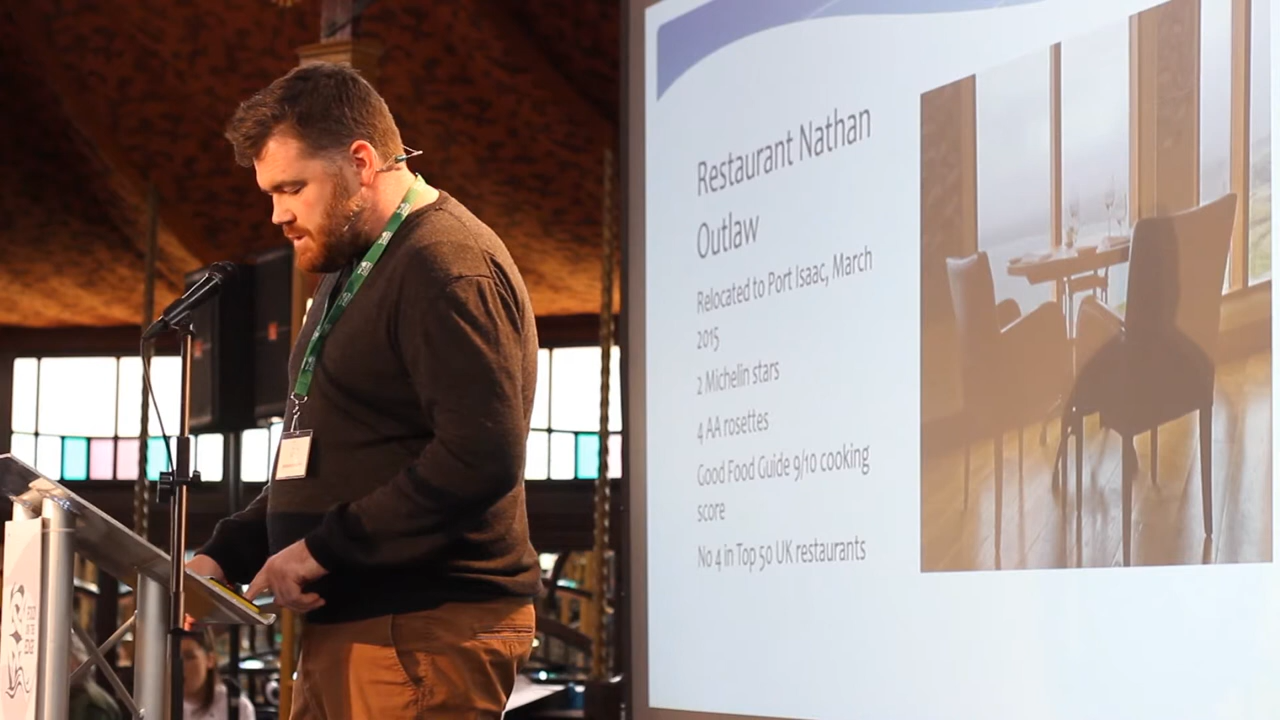 Restaurant Nathan
Outlaw
Relocated to Port Isaac, March
2015
2 Michelin stars
4 AA rosettes
Good Food Guide 9/10 cooking
score
No 4 in Top 50 UK restaurants